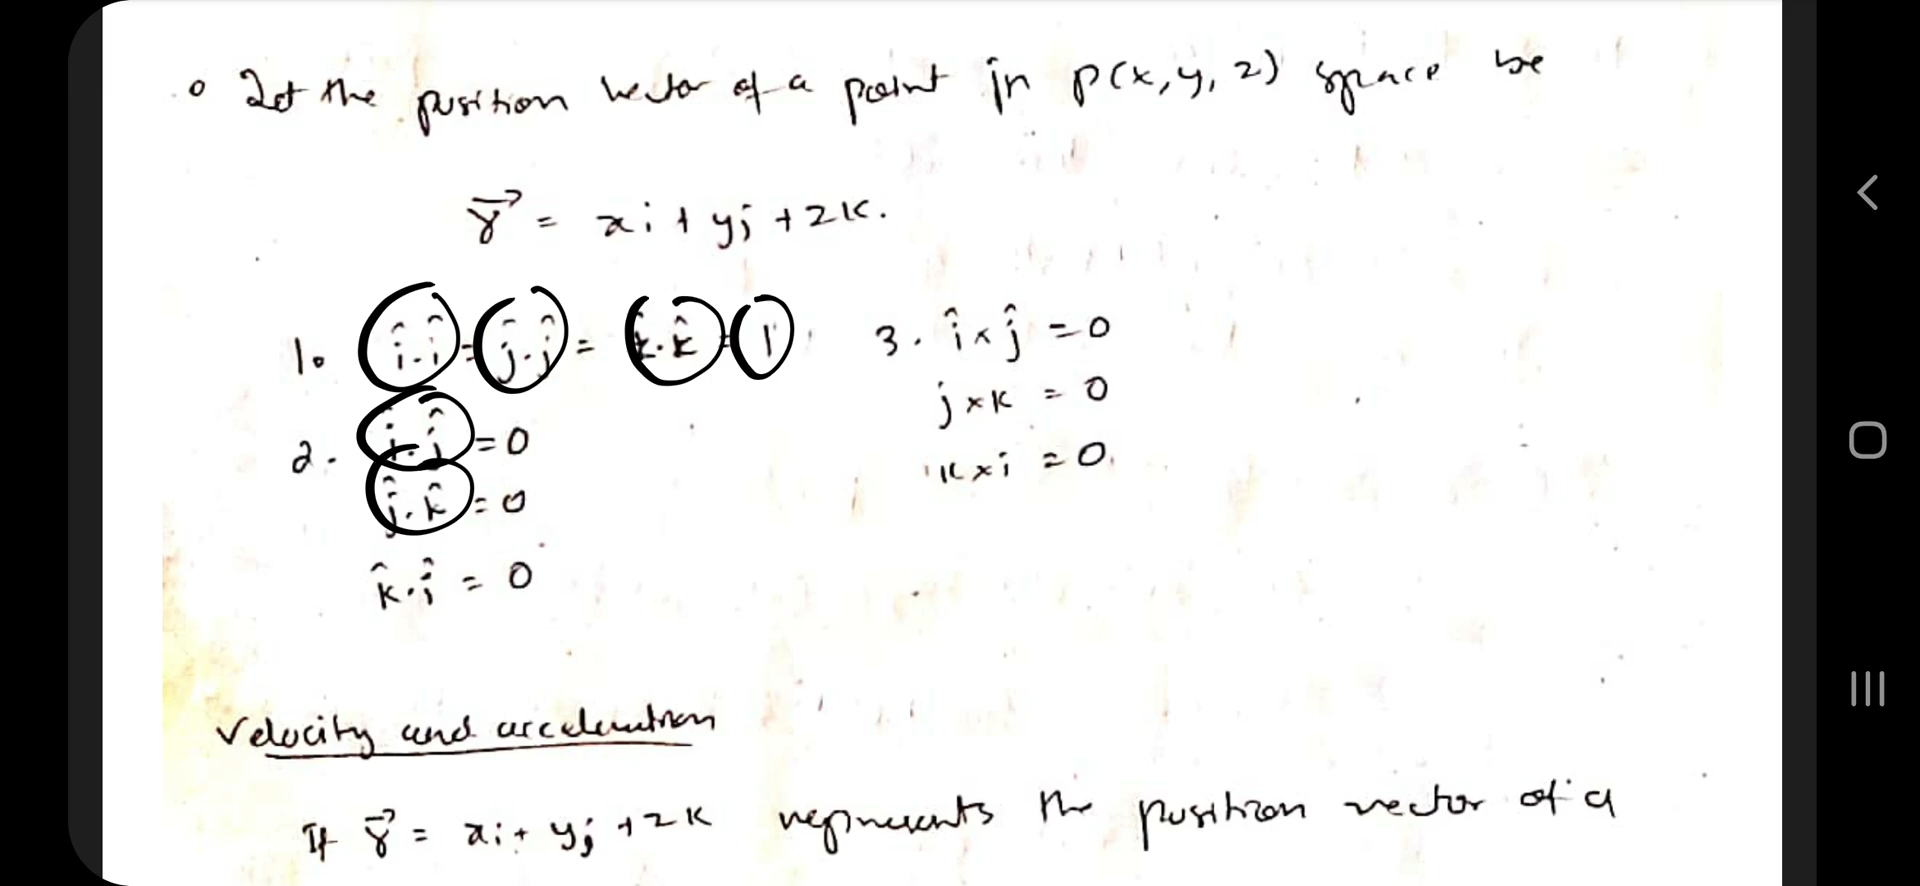 Let the position vector of a point in P(x, y, z) space be
r⃗ = xi + yj + zk.
1. î·î = ĵ·ĵ = k̂·k̂ = 1
2. î·ĵ = 0
ĵ·k̂ = 0
k̂·î = 0
3. î × ĵ = 0
j × k = 0
k × i = 0
Velocity and acceleration
If r⃗ = xi + yj + zk represents the position vector of a